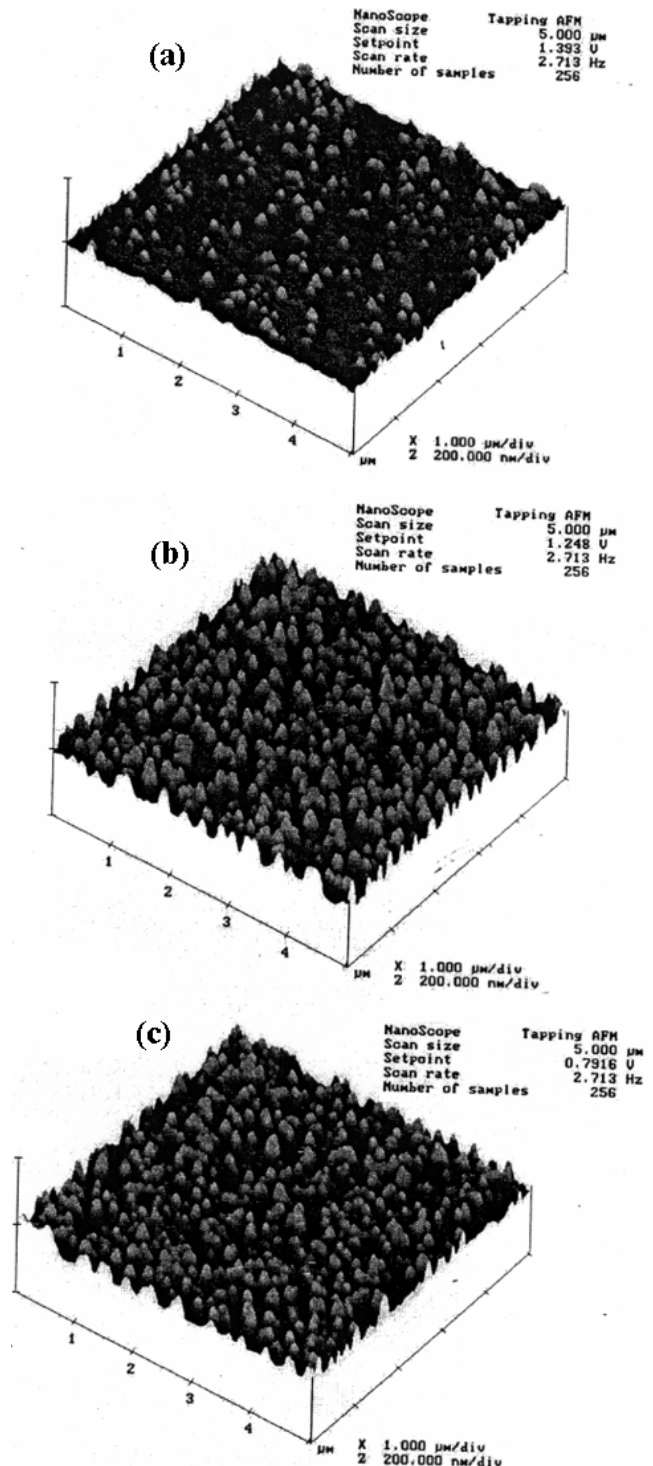 (a)
NanoScope Tapping AFM
Scan size 5.000 µm
Setpoint 1.393 V
Scan rate 2.713 Hz
Number of samples 256
1
2
3
4
µm
X 1.000 µm/div
Z 200.000 nm/div
(b)
NanoScope Tapping AFM
Scan size 5.000 µm
Setpoint 1.248 V
Scan rate 2.713 Hz
Number of samples 256
1
2
3
4
µm
X 1.000 µm/div
Z 200.000 nm/div
(c)
NanoScope Tapping AFM
Scan size 5.000 µm
Setpoint 0.7916 V
Scan rate 2.713 Hz
Number of samples 256
1
2
3
4
µm
X 1.000 µm/div
Z 200.000 nm/div